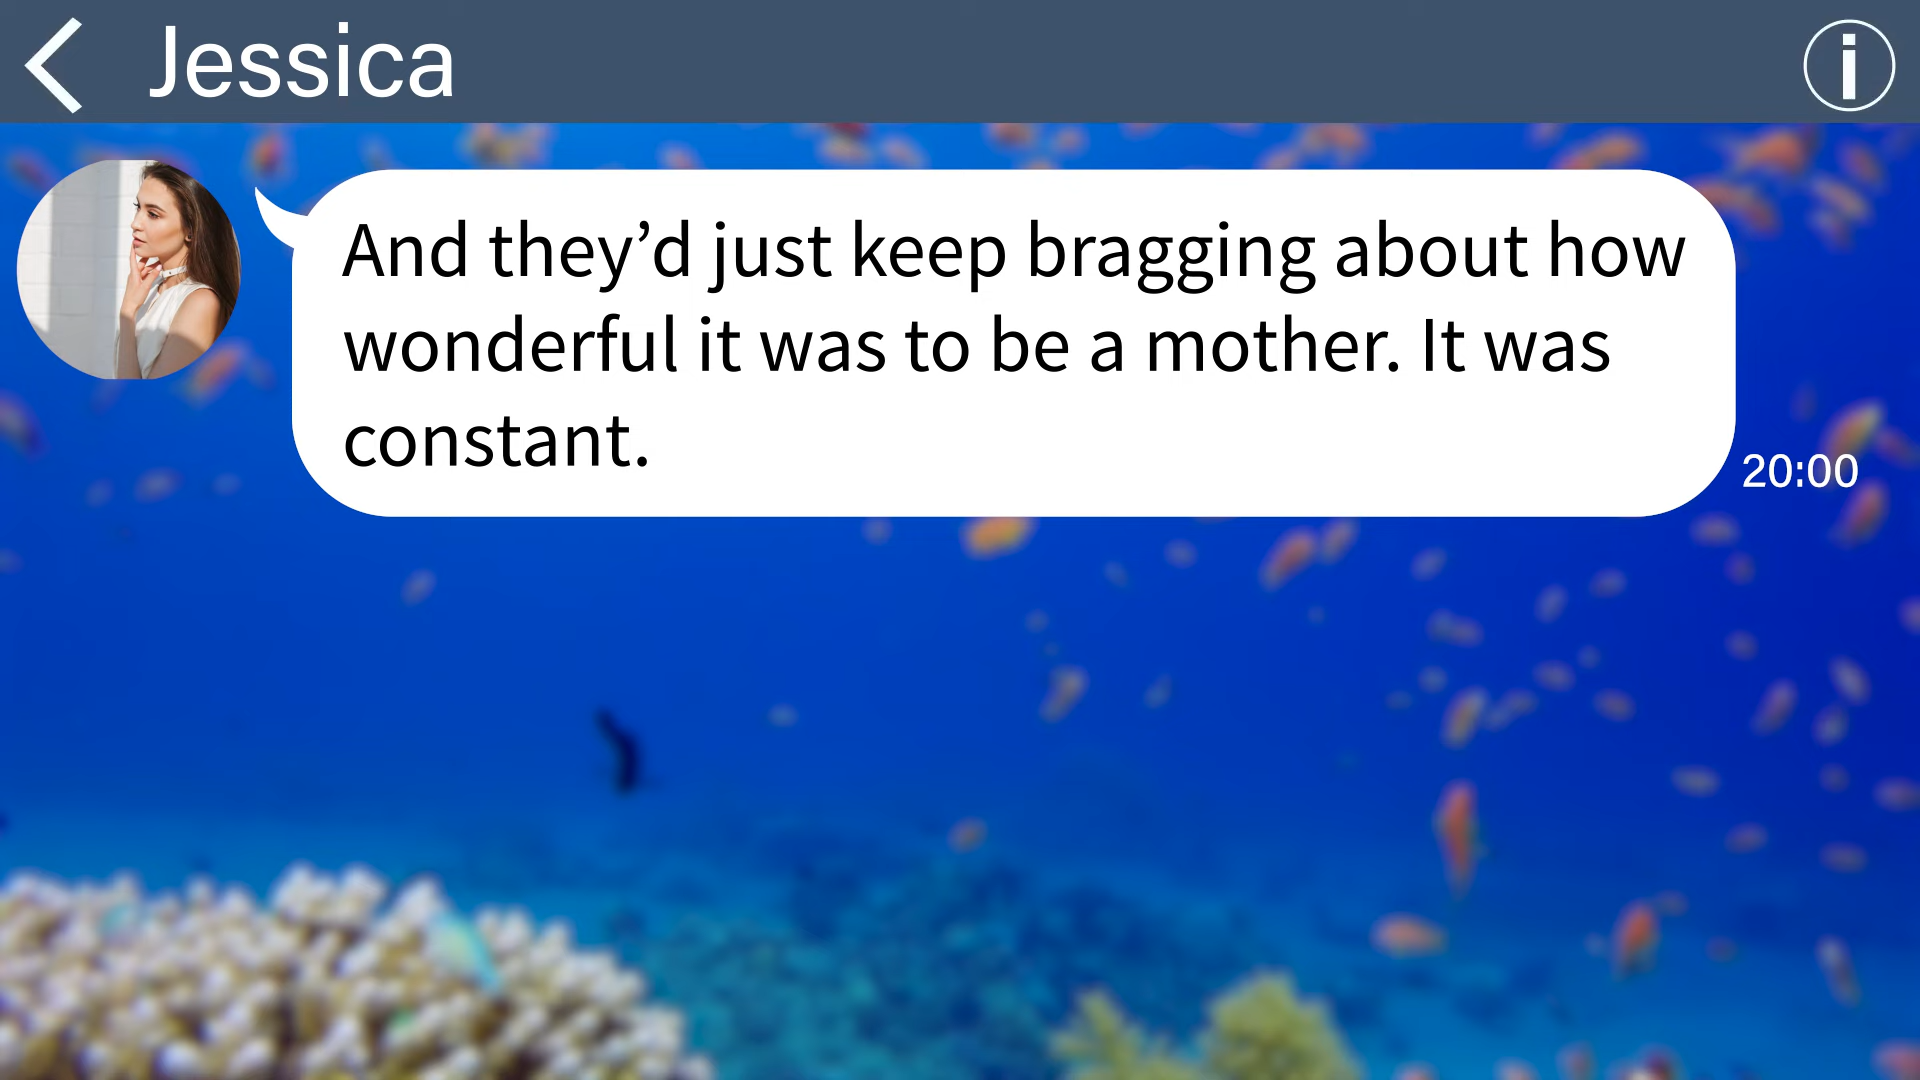 Jessica
And they’d just keep bragging about how
wonderful it was to be a mother. It was
constant.
20:00